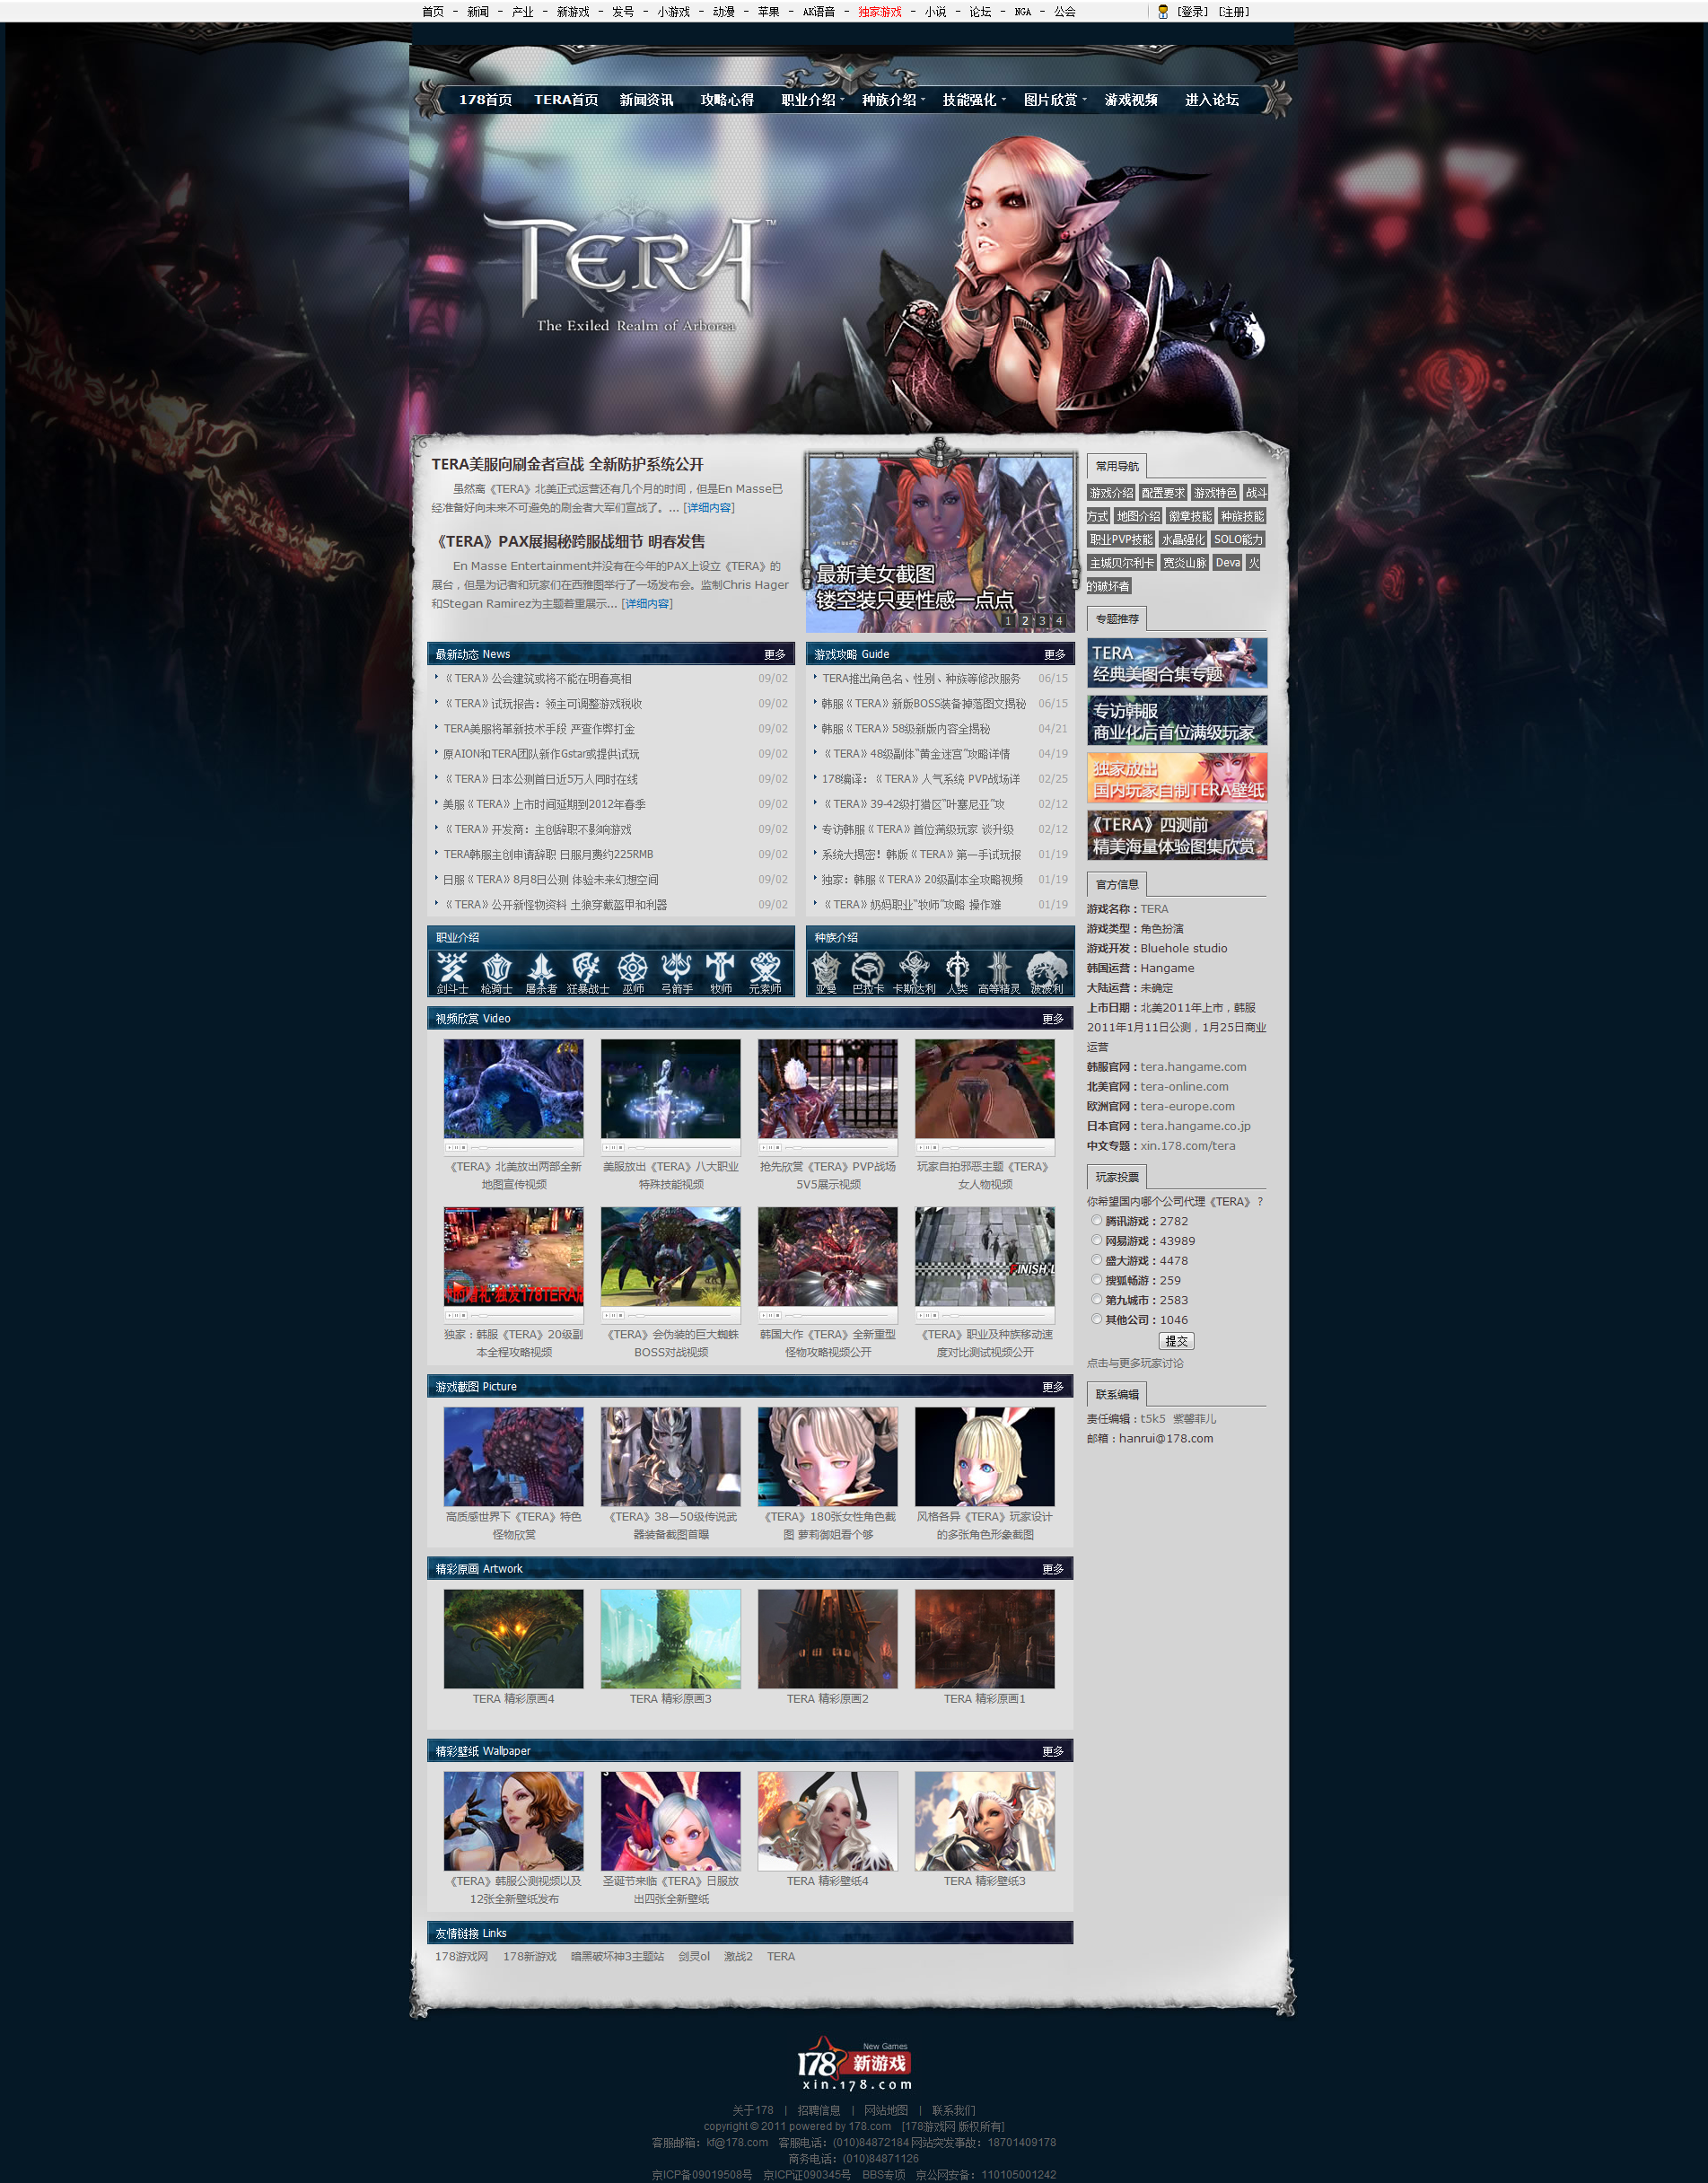 首页 - 新闻 - 产业 - 新游戏 - 发号 - 小游戏 - 动漫 - 苹果 - AK语音 - 独家游戏 - 小说 - 论坛 - NGA - 公会 [登录] [注册]
178首页 TERA首页 新闻资讯 攻略心得 职业介绍 种族介绍 技能强化 图片欣赏 游戏视频 进入论坛
TERA™
The Exiled Realm of Arborea
TERA美服向刷金者宣战 全新防护系统公开
虽然离《TERA》北美正式运营还有几个月的时间，但是En Masse已
经准备好向未来不可避免的刷金者大军们宣战了。... [详细内容]
《TERA》PAX展揭秘跨服战细节 明春发售
En Masse Entertainment并没有在今年的PAX上设立《TERA》的
展台，但是为记者和玩家们在西雅图举行了一场发布会。监制Chris Hager
和Stegan Ramirez为主题着重展示... [详细内容]
最新美女截图
镂空装只要性感一点点
1 2 3 4
最新动态 News 更多
《TERA》公会建筑或将不能在明春亮相 09/02
《TERA》试玩报告：领主可调整游戏税收 09/02
TERA美服将革新技术手段 严查作弊打金 09/02
原AION和TERA团队新作Gstar或提供试玩 09/02
《TERA》日本公测首日近5万人同时在线 09/02
美服《TERA》上市时间延期到2012年春季 09/02
《TERA》开发商：主创辞职不影响游戏 09/02
TERA韩服主创申请辞职 日服月费约225RMB 09/02
日服《TERA》8月8日公测 体验未来幻想空间 09/02
《TERA》公开新怪物资料 土狼穿戴盔甲和利器 09/02
游戏攻略 Guide 更多
TERA推出角色名、性别、种族等修改服务 06/15
韩服《TERA》新版BOSS装备掉落图文揭秘 06/15
韩服《TERA》58级新版内容全揭秘 04/21
《TERA》48级副体"黄金迷宫"攻略详情 04/19
178编译：《TERA》人气系统 PVP战场详 02/25
《TERA》39-42级打猎区"叶塞尼亚"攻 02/12
专访韩服《TERA》首位满级玩家 谈升级 02/12
系统大揭密！韩版《TERA》第一手试玩报 01/19
独家：韩服《TERA》20级副本全攻略视频 01/19
《TERA》奶妈职业"牧师"攻略 操作难 01/19
职业介绍
剑斗士 枪骑士 屠杀者 狂暴战士 巫师 弓箭手 牧师 元素师
种族介绍
亚曼 巴拉卡 卡斯达利 人类 高等精灵 波波利
视频欣赏 Video 更多
《TERA》北美放出两部全新
地图宣传视频
美服放出《TERA》八大职业
特殊技能视频
抢先欣赏《TERA》PVP战场
5V5展示视频
玩家自拍邪恶主题《TERA》
女人物视频
独家：韩服《TERA》20级副
本全程攻略视频
《TERA》会伪装的巨大蜘蛛
BOSS对战视频
韩国大作《TERA》全新重型
怪物攻略视频公开
《TERA》职业及种族移动速
度对比测试视频公开
游戏截图 Picture 更多
高质感世界下《TERA》特色
怪物欣赏
《TERA》38—50级传说武
器装备截图首曝
《TERA》180张女性角色截
图 萝莉御姐看个够
风格各异《TERA》玩家设计
的多张角色形象截图
精彩原画 Artwork 更多
TERA 精彩原画4 TERA 精彩原画3 TERA 精彩原画2 TERA 精彩原画1
精彩壁纸 Wallpaper 更多
《TERA》韩服公测视频以及
12张全新壁纸发布
圣诞节来临《TERA》日服放
出四张全新壁纸
TERA 精彩壁纸4 TERA 精彩壁纸3
友情链接 Links
178游戏网 178新游戏 暗黑破坏神3主题站 剑灵ol 激战2 TERA
常用导航
游戏介绍 配置要求 游戏特色 战斗
方式 地图介绍 徽章技能 种族技能
职业PVP技能 水晶强化 SOLO能力
主城贝尔利卡 宽炎山脉 Deva 火
的破坏者
专题推荐
TERA
经典美图合集专题
专访韩服
商业化后首位满级玩家
独家放出
国内玩家自制TERA壁纸
《TERA》四测前
精美海量体验图集欣赏
官方信息
游戏名称：TERA
游戏类型：角色扮演
游戏开发：Bluehole studio
韩国运营：Hangame
大陆运营：未确定
上市日期：北美2011年上市，韩服
2011年1月11日公测，1月25日商业
运营
韩服官网：tera.hangame.com
北美官网：tera-online.com
欧洲官网：tera-europe.com
日本官网：tera.hangame.co.jp
中文专题：xin.178.com/tera
玩家投票
你希望国内哪个公司代理《TERA》？
腾讯游戏：2782
网易游戏：43989
盛大游戏：4478
搜狐畅游：259
第九城市：2583
其他公司：1046
提交
点击与更多玩家讨论
联系编辑
责任编辑：t5k5 紫馨菲儿
邮箱：hanrui@178.com
New Games
178 新游戏
xin.178.com
关于178 | 招聘信息 | 网站地图 | 联系我们
copyright © 2011 powered by 178.com [178游戏网 版权所有]
客服邮箱：kf@178.com 客服电话：(010)84872184 网站突发事故：18701409178
商务电话：(010)84871126
京ICP备09019508号 京ICP证090345号 BBS专项 京公网安备：110105001242